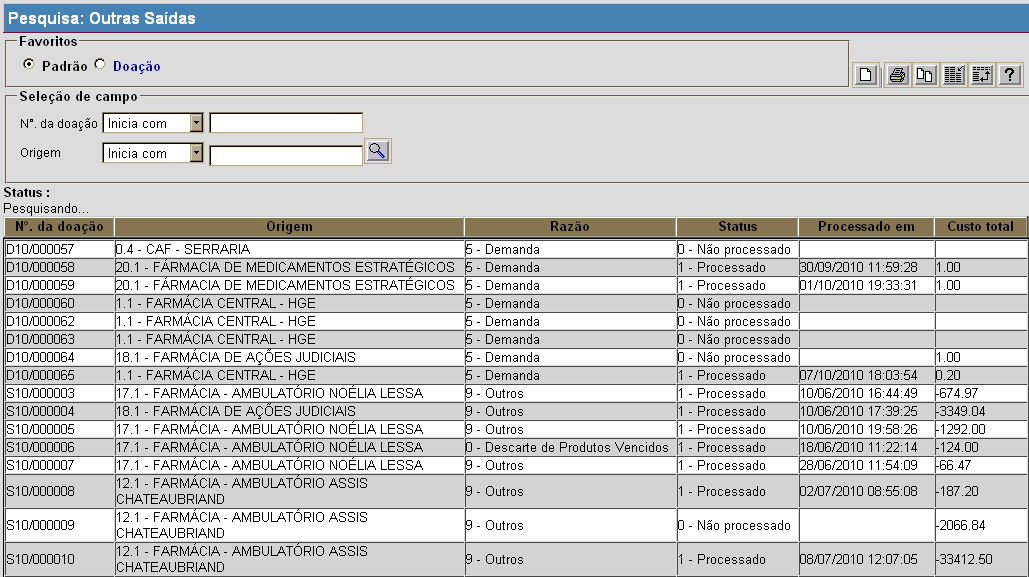 Pesquisa: Outras Saídas
Favoritos
Padrão Doação
?
Seleção de campo
Nº. da doação Inicia com
Origem Inicia com
Status :
Pesquisando...
Nº. da doação Origem Razão Status Processado em Custo total
D10/000057 0.4 - CAF - SERRARIA 5 - Demanda 0 - Não processado
D10/000058 20.1 - FÁRMACIA DE MEDICAMENTOS ESTRATÉGICOS 5 - Demanda 1 - Processado 30/09/2010 11:59:28 1.00
D10/000059 20.1 - FÁRMACIA DE MEDICAMENTOS ESTRATÉGICOS 5 - Demanda 1 - Processado 01/10/2010 19:33:31 1.00
D10/000060 1.1 - FARMÁCIA CENTRAL - HGE 5 - Demanda 0 - Não processado
D10/000062 1.1 - FARMÁCIA CENTRAL - HGE 5 - Demanda 0 - Não processado
D10/000063 1.1 - FARMÁCIA CENTRAL - HGE 5 - Demanda 0 - Não processado
D10/000064 18.1 - FARMÁCIA DE AÇÕES JUDICIAIS 5 - Demanda 0 - Não processado 1.00
D10/000065 1.1 - FARMÁCIA CENTRAL - HGE 5 - Demanda 1 - Processado 07/10/2010 18:03:54 0.20
S10/000003 17.1 - FARMÁCIA - AMBULATÓRIO NOÉLIA LESSA 9 - Outros 1 - Processado 10/06/2010 16:44:49 -674.97
S10/000004 18.1 - FARMÁCIA DE AÇÕES JUDICIAIS 9 - Outros 1 - Processado 10/06/2010 17:39:25 -3349.04
S10/000005 17.1 - FARMÁCIA - AMBULATÓRIO NOÉLIA LESSA 9 - Outros 1 - Processado 10/06/2010 19:58:26 -1292.00
S10/000006 17.1 - FARMÁCIA - AMBULATÓRIO NOÉLIA LESSA 0 - Descarte de Produtos Vencidos 1 - Processado 18/06/2010 11:22:14 -124.00
S10/000007 17.1 - FARMÁCIA - AMBULATÓRIO NOÉLIA LESSA 9 - Outros 1 - Processado 28/06/2010 11:54:09 -66.47
S10/000008 12.1 - FARMÁCIA - AMBULATÓRIO ASSIS CHATEAUBRIAND 9 - Outros 1 - Processado 02/07/2010 08:55:08 -187.20
S10/000009 12.1 - FARMÁCIA - AMBULATÓRIO ASSIS CHATEAUBRIAND 9 - Outros 0 - Não processado -2066.84
S10/000010 12.1 - FARMÁCIA - AMBULATÓRIO ASSIS CHATEAUBRIAND 9 - Outros 1 - Processado 08/07/2010 12:07:05 -33412.50